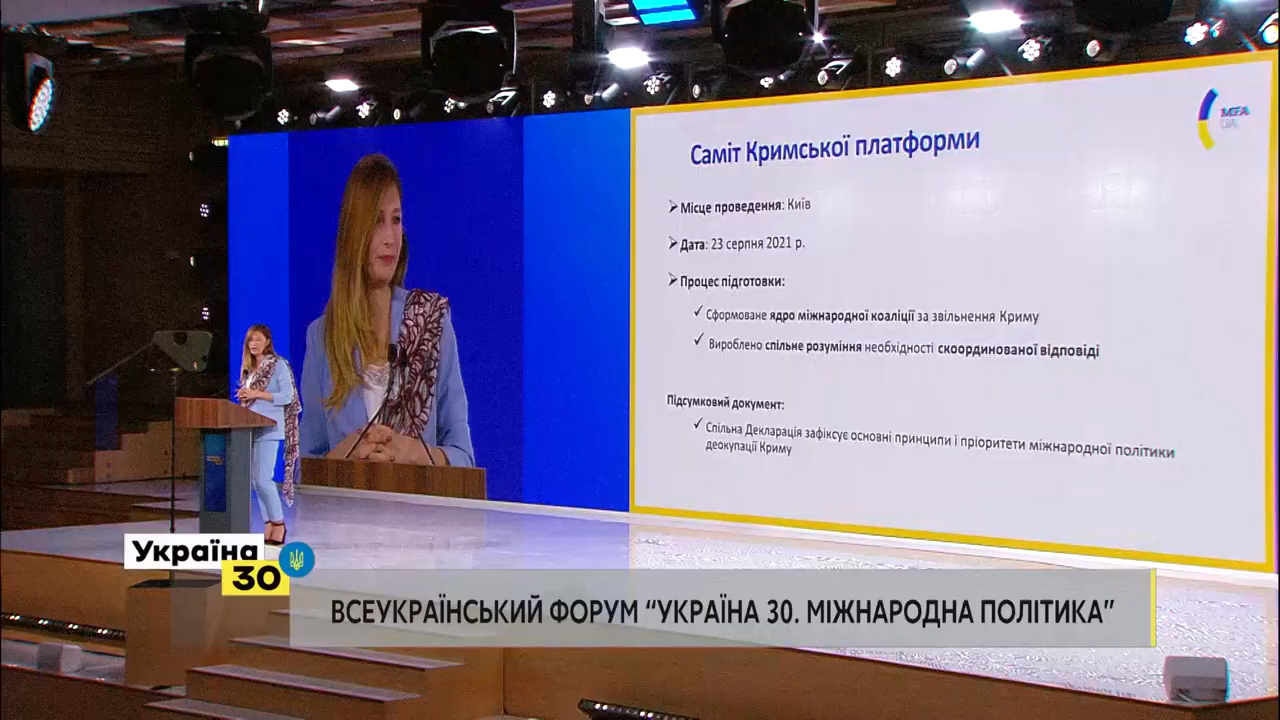 MFA
UA
Саміт Кримської платформи
Місце проведення: Київ
Дата: 23 серпня 2021 р.
Процес підготовки:
Сформоване ядро міжнародної коаліції за звільнення Криму
Вироблено спільне розуміння необхідності скоординованої відповіді
Підсумковий документ:
Спільна Декларація зафіксує основні принципи і пріоритети міжнародної політики
деокупації Криму
Україна
30
ВСЕУКРАЇНСЬКИЙ ФОРУМ “УКРАЇНА 30. МІЖНАРОДНА ПОЛІТИКА”